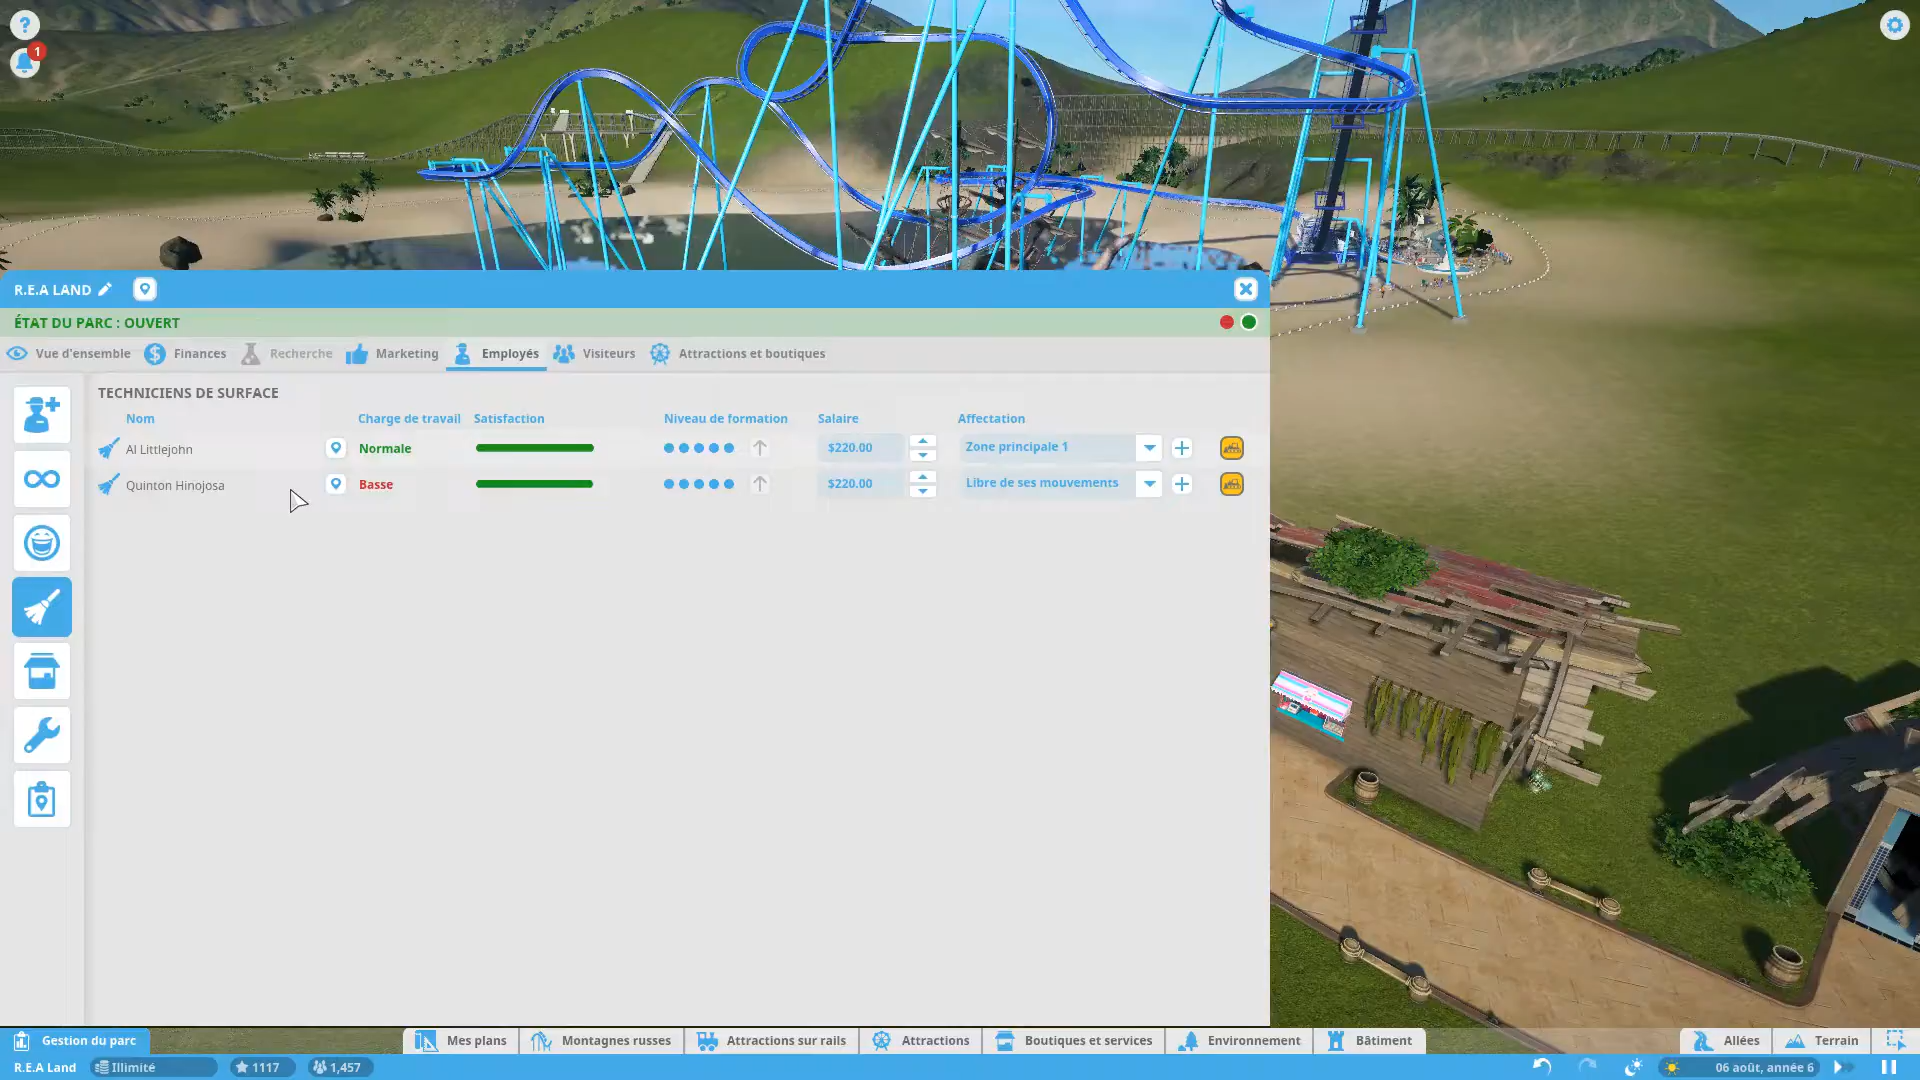 ?
1
R.E.A LAND
ÉTAT DU PARC : OUVERT
Vue d'ensemble
Finances
Recherche
Marketing
Employés
Visiteurs
Attractions et boutiques
TECHNICIENS DE SURFACE
Nom
Charge de travail
Satisfaction
Niveau de formation
Salaire
Affectation
Al Littlejohn
Normale
$220.00
Zone principale 1
Quinton Hinojosa
Basse
$220.00
Libre de ses mouvements
Gestion du parc
Mes plans
Montagnes russes
Attractions sur rails
Attractions
Boutiques et services
Environnement
Bâtiment
Allées
Terrain
R.E.A Land
Illimité
1117
1,457
06 août, année 6